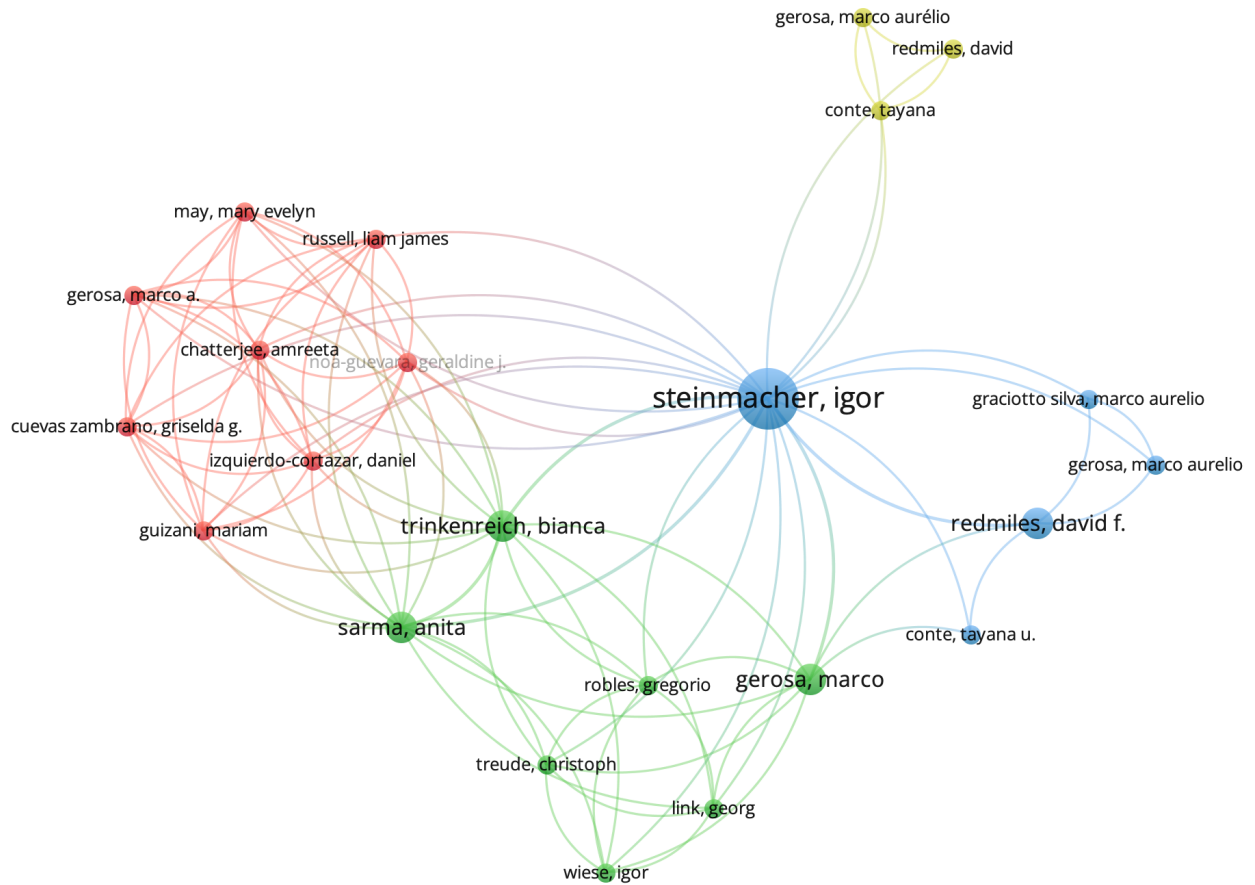 gerosa, marco aurélio
redmiles, david
conte, tayana
may, mary evelyn
russell, liam james
gerosa, marco a.
chatterjee, amreeta
noa-guevara, geraldine j.
steinmacher, igor
graciotto silva, marco aurelio
cuevas zambrano, griselda g.
izquierdo-cortazar, daniel
gerosa, marco aurelio
guizani, mariam
trinkenreich, bianca
redmiles, david f.
sarma, anita
conte, tayana u.
robles, gregorio
gerosa, marco
treude, christoph
link, georg
wiese, igor